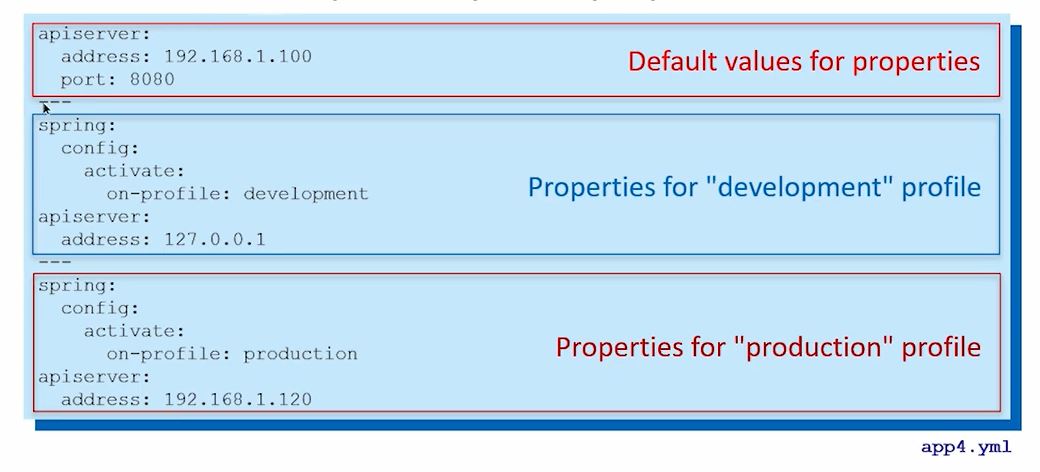 apiserver:
  address: 192.168.1.100
  port: 8080
Default values for properties
---
spring:
  config:
    activate:
      on-profile: development
apiserver:
  address: 127.0.0.1
Properties for "development" profile
---
spring:
  config:
    activate:
      on-profile: production
apiserver:
  address: 192.168.1.120
Properties for "production" profile
app4.yml